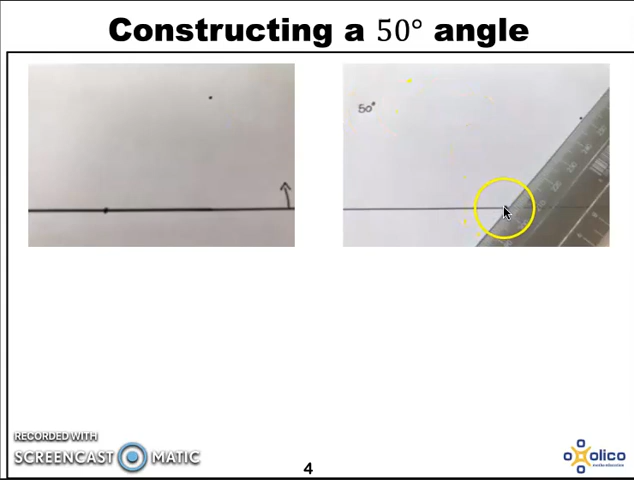 Constructing a 50° angle
50°
RECORDED WITH
SCREENCAST MATIC
4
olico